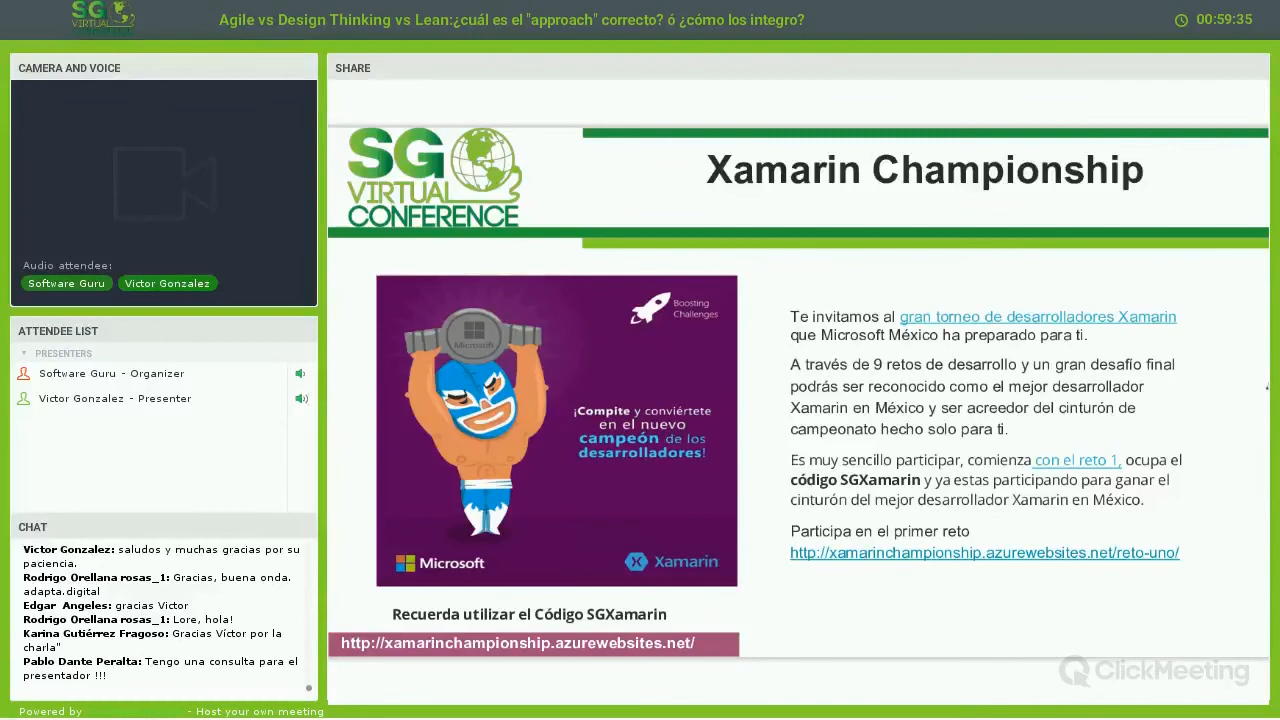 SG
VIRTUAL
CONFERENCE
Agile vs Design Thinking vs Lean:¿cuál es el "approach" correcto? ó ¿cómo los integro?
00:59:35
CAMERA AND VOICE
Audio attendee:
Software Guru
Victor Gonzalez
ATTENDEE LIST
PRESENTERS
Software Guru - Organizer
Victor Gonzalez - Presenter
CHAT
Victor Gonzalez: saludos y muchas gracias por su
paciencia.
Rodrigo Orellana rosas_1: Gracias, buena onda.
adapta.digital
Edgar Angeles: gracias Victor
Rodrigo Orellana rosas_1: Lore, hola!
Karina Gutiérrez Fragoso: Gracias Víctor por la
charla"
Pablo Dante Peralta: Tengo una consulta para el
presentador !!!
Powered by
- Host your own meeting
SHARE
SG
VIRTUAL
CONFERENCE
Xamarin Championship
Boosting
Challenges
Microsoft
¡Compite y conviértete
en el nuevo
campeón de los
desarrolladores!
Microsoft
Xamarin
Recuerda utilizar el Código SGXamarin
http://xamarinchampionship.azurewebsites.net/
Te invitamos al gran torneo de desarrolladores Xamarin
que Microsoft México ha preparado para ti.
A través de 9 retos de desarrollo y un gran desafío final
podrás ser reconocido como el mejor desarrollador
Xamarin en México y ser acreedor del cinturón de
campeonato hecho solo para ti.
Es muy sencillo participar, comienza con el reto 1, ocupa el
código SGXamarin y ya estas participando para ganar el
cinturón del mejor desarrollador Xamarin en México.
Participa en el primer reto
http://xamarinchampionship.azurewebsites.net/reto-uno/
ClickMeeting